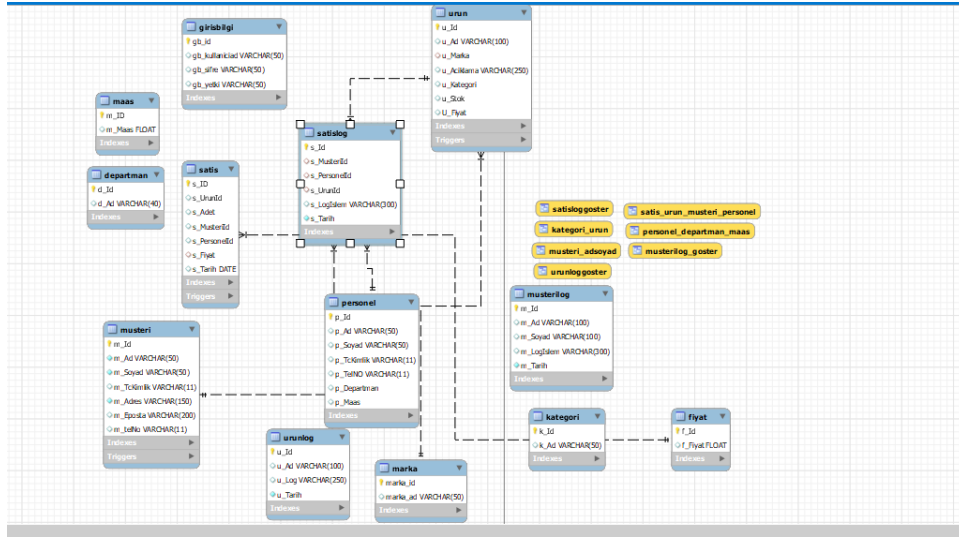 girisbilgi
gb_id
gb_kullaniciad VARCHAR(50)
gb_sifre VARCHAR(50)
gb_yetki VARCHAR(50)
Indexes
urun
u_Id
u_Ad VARCHAR(100)
u_Marka
u_Aciklama VARCHAR(250)
u_Kategori
u_Stok
U_Fiyat
Indexes
Triggers
maas
m_ID
m_Maas FLOAT
Indexes
departman
d_Id
d_Ad VARCHAR(40)
Indexes
satis
s_ID
s_UrunId
s_Adet
s_MusteriId
s_PersonelId
s_Fiyat
s_Tarih DATE
Indexes
Triggers
satislog
s_Id
s_MusterId
s_PersonelId
s_UrunId
s_LogIslem VARCHAR(300)
s_Tarih
Indexes
satisloggoster
satis_urun_musteri_personel
kategori_urun
personel_departman_maas
musteri_adsoyad
musterilog_goster
urunloggoster
musteri
m_Id
m_Ad VARCHAR(50)
m_Soyad VARCHAR(50)
m_TcKimlik VARCHAR(11)
m_Adres VARCHAR(150)
m_Eposta VARCHAR(200)
m_telNo VARCHAR(11)
Indexes
Triggers
personel
p_Id
p_Ad VARCHAR(50)
p_Soyad VARCHAR(50)
p_TcKimlik VARCHAR(11)
p_TelNO VARCHAR(11)
p_Departman
p_Maas
Indexes
musterilog
m_Id
m_Ad VARCHAR(100)
m_Soyad VARCHAR(100)
m_LogIslem VARCHAR(300)
m_Tarih
Indexes
urunlog
u_Id
u_Ad VARCHAR(100)
u_Log VARCHAR(250)
u_Tarih
Indexes
marka
marka_id
marka_ad VARCHAR(50)
Indexes
kategori
k_Id
k_Ad VARCHAR(50)
Indexes
fiyat
f_Id
f_Fiyat FLOAT
Indexes